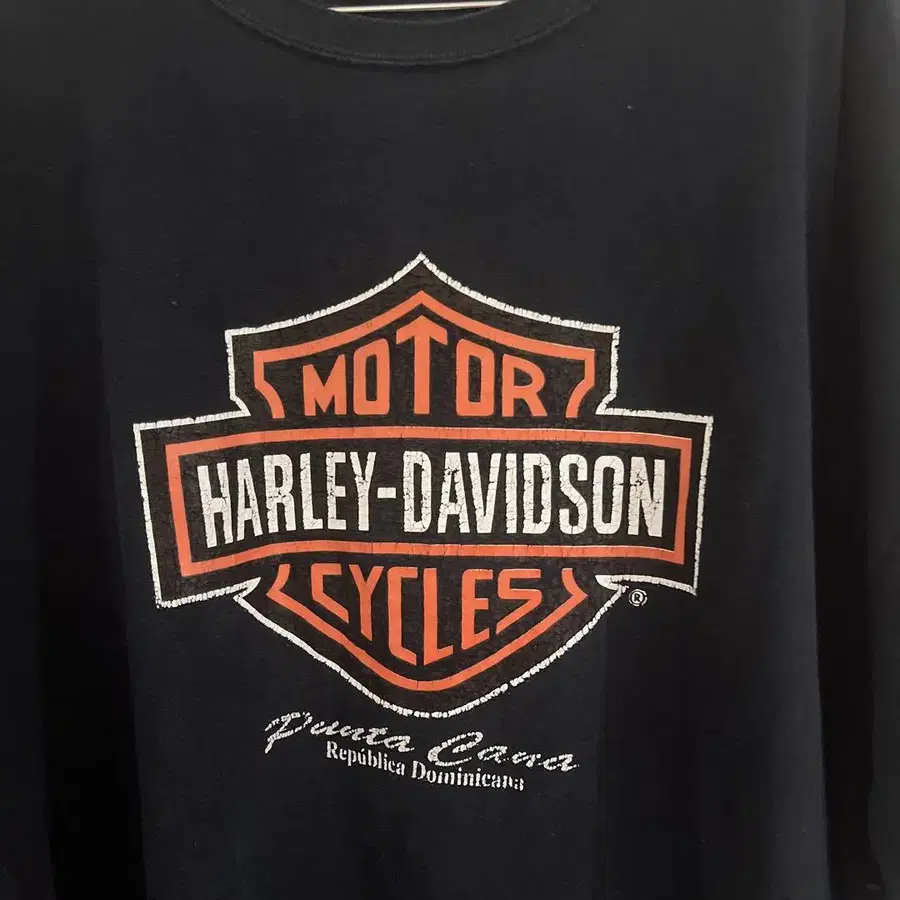 MOTOR
HARLEY-DAVIDSON
CYCLES
®
Punta Cana
República Dominicana